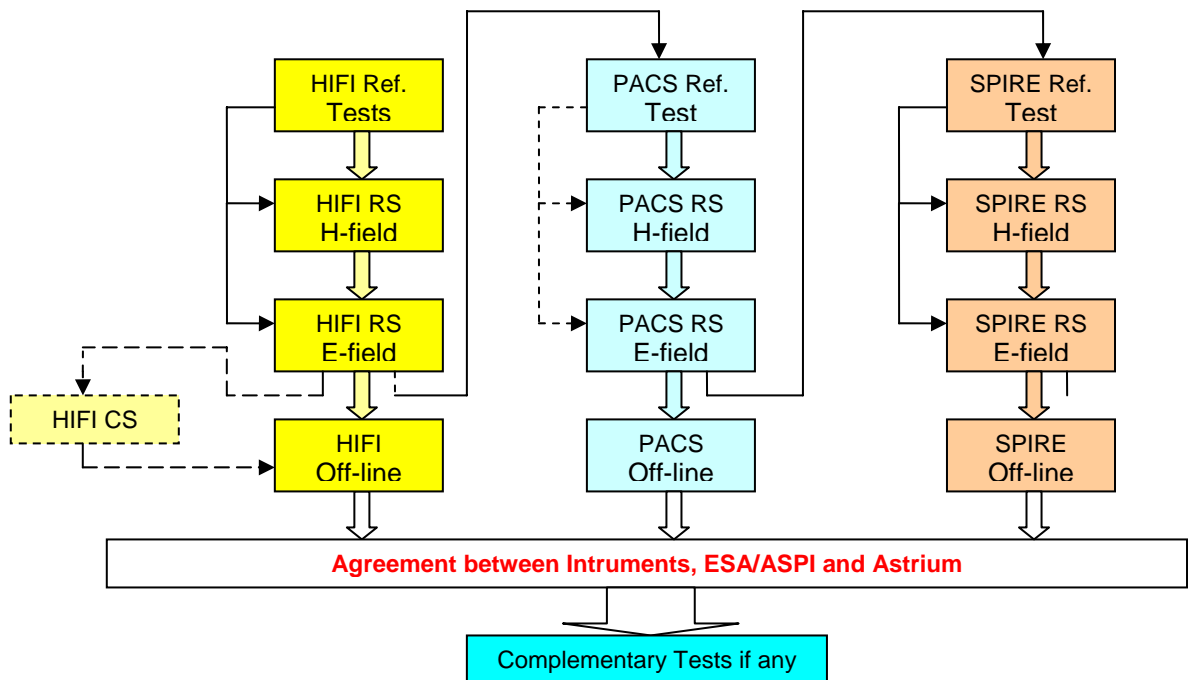 HIFI Ref.
Tests
PACS Ref.
Test
SPIRE Ref.
Test
HIFI RS
H-field
PACS RS
H-field
SPIRE RS
H-field
HIFI RS
E-field
PACS RS
E-field
SPIRE RS
E-field
HIFI CS
HIFI
Off-line
PACS
Off-line
SPIRE
Off-line
Agreement between Intruments, ESA/ASPI and Astrium
Complementary Tests if any